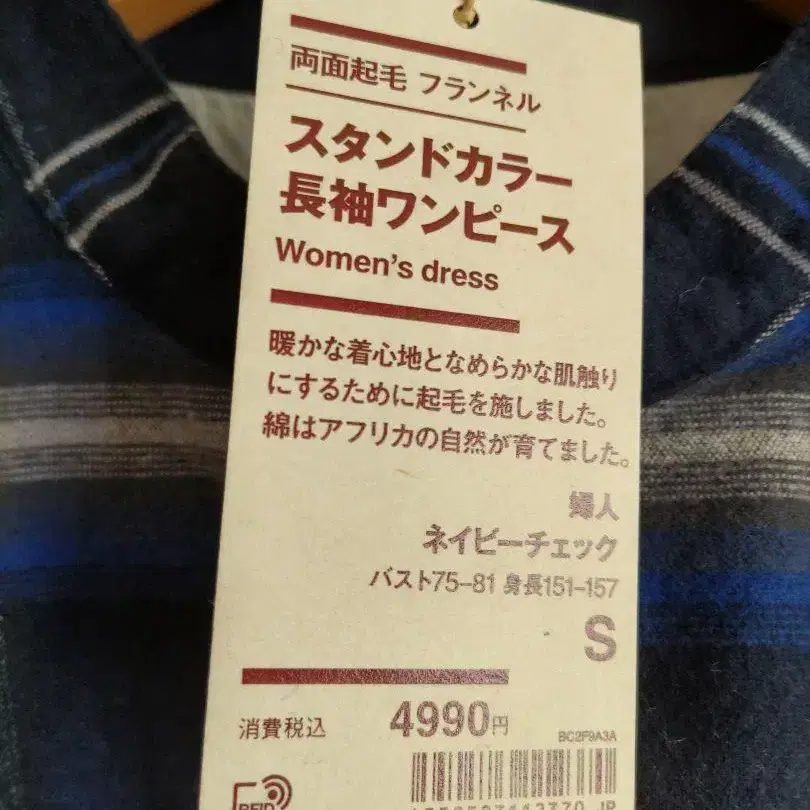 両面起毛 フランネル
スタンドカラー
長袖ワンピース
Women's dress
暖かな着心地となめらかな肌触り
にするために起毛を施しました。
綿はアフリカの自然が育てました。
婦人
ネイビーチェック
バスト75-81 身長151-157
S
消費税込 4990円
BC2F9A3A
RFID